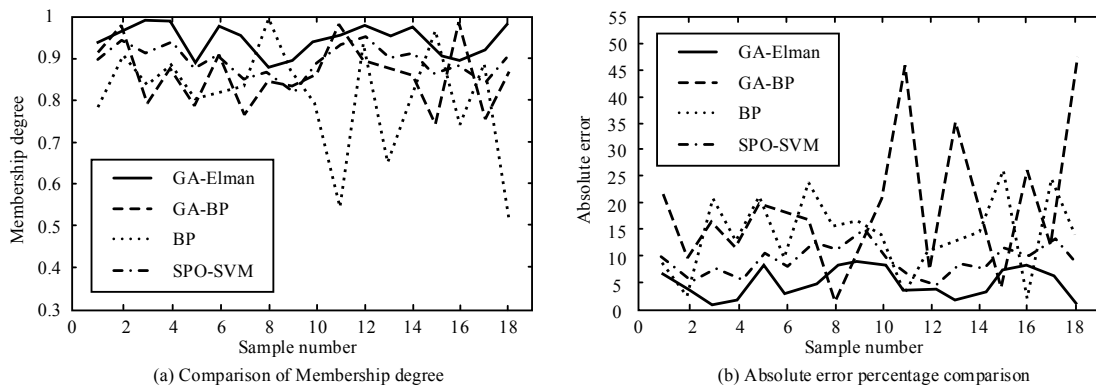 1
0.9
0.8
0.7
0.6
0.5
0.4
0.3
Membership degree
GA-Elman
GA-BP
BP
SPO-SVM
0 2 4 6 8 10 12 14 16 18
Sample number
(a) Comparison of Membership degree
55
50
45
40
35
30
25
20
15
10
5
0
Absolute error
GA-Elman
GA-BP
BP
SPO-SVM
0 2 4 6 8 10 12 14 16 18
Sample number
(b) Absolute error percentage comparison